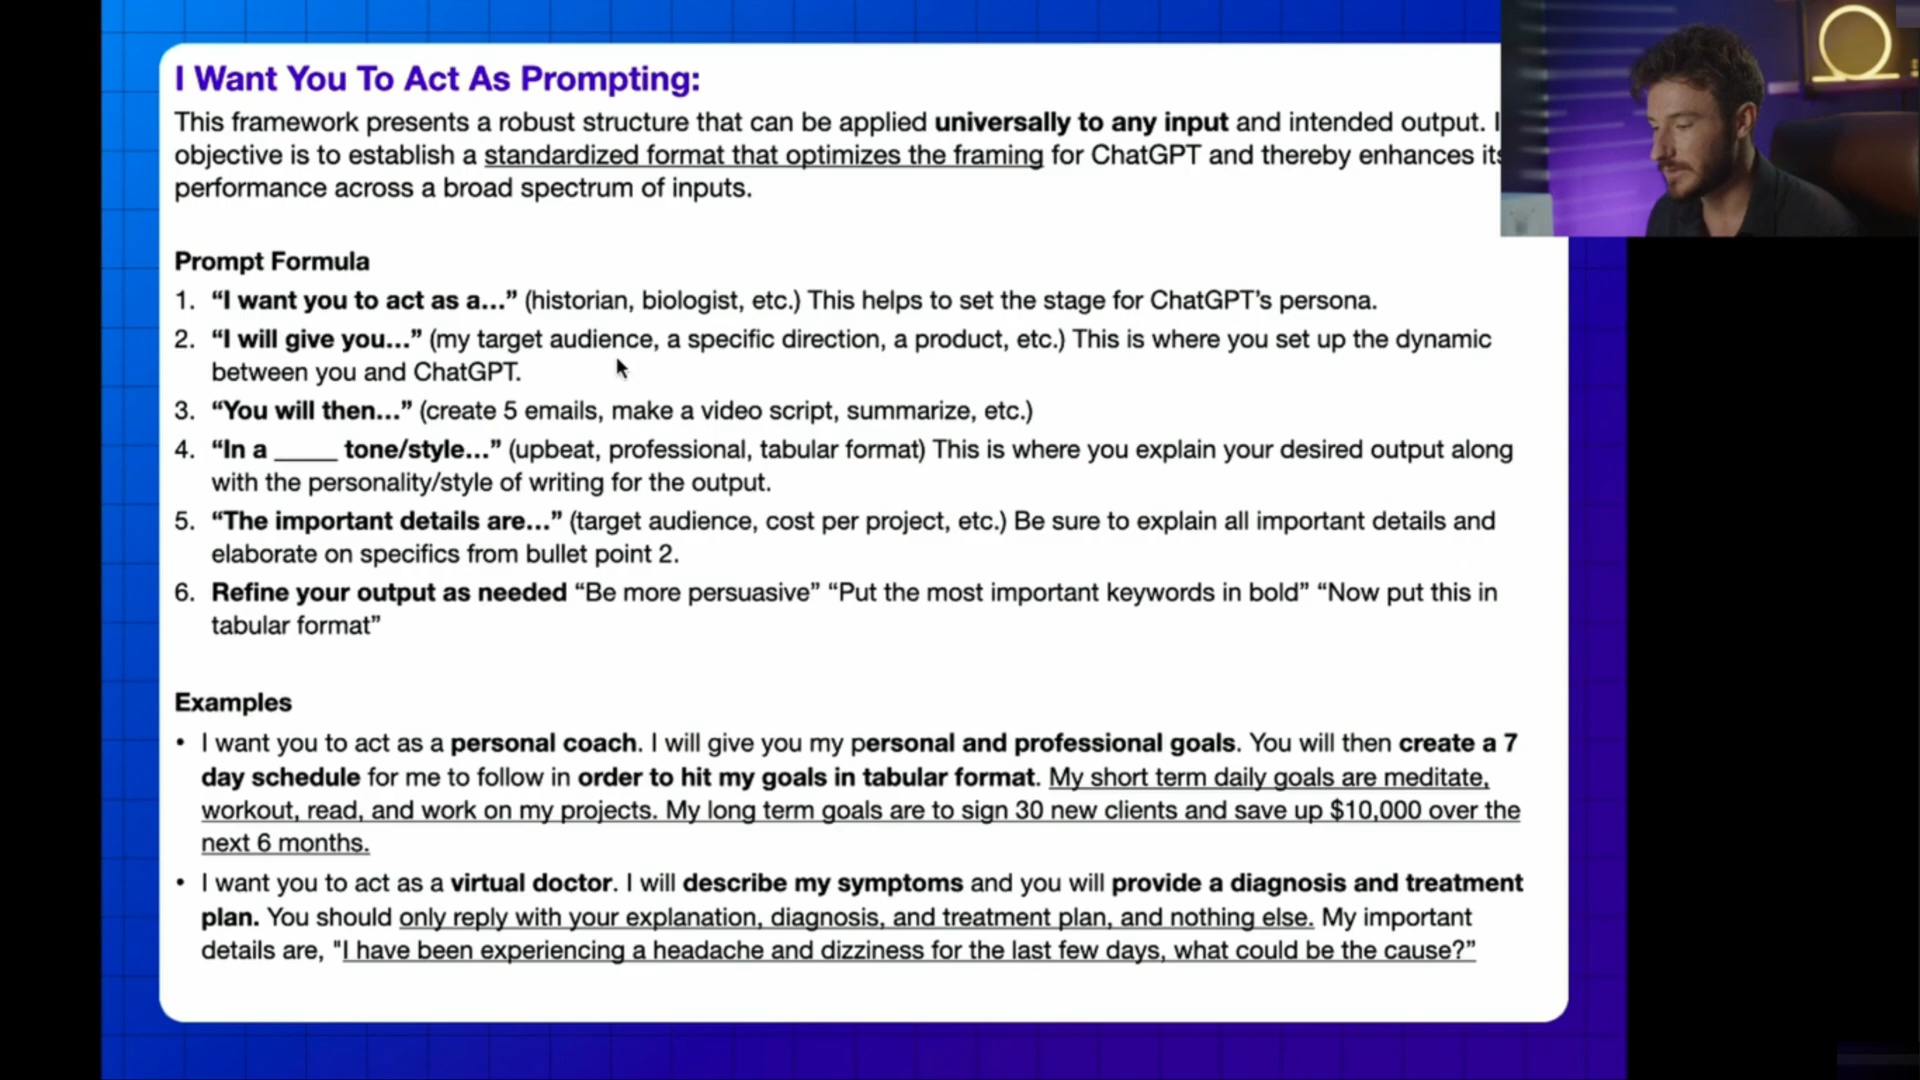 I Want You To Act As Prompting:
This framework presents a robust structure that can be applied universally to any input and intended output. I
objective is to establish a standardized format that optimizes the framing for ChatGPT and thereby enhances its
performance across a broad spectrum of inputs.
Prompt Formula
1. “I want you to act as a...” (historian, biologist, etc.) This helps to set the stage for ChatGPT’s persona.
2. “I will give you...” (my target audience, a specific direction, a product, etc.) This is where you set up the dynamic
between you and ChatGPT.
3. “You will then...” (create 5 emails, make a video script, summarize, etc.)
4. “In a _____ tone/style...” (upbeat, professional, tabular format) This is where you explain your desired output along
with the personality/style of writing for the output.
5. “The important details are...” (target audience, cost per project, etc.) Be sure to explain all important details and
elaborate on specifics from bullet point 2.
6. Refine your output as needed “Be more persuasive” “Put the most important keywords in bold” “Now put this in
tabular format”
Examples
• I want you to act as a personal coach. I will give you my personal and professional goals. You will then create a 7
day schedule for me to follow in order to hit my goals in tabular format. My short term daily goals are meditate,
workout, read, and work on my projects. My long term goals are to sign 30 new clients and save up $10,000 over the
next 6 months.
• I want you to act as a virtual doctor. I will describe my symptoms and you will provide a diagnosis and treatment
plan. You should only reply with your explanation, diagnosis, and treatment plan, and nothing else. My important
details are, "I have been experiencing a headache and dizziness for the last few days, what could be the cause?”